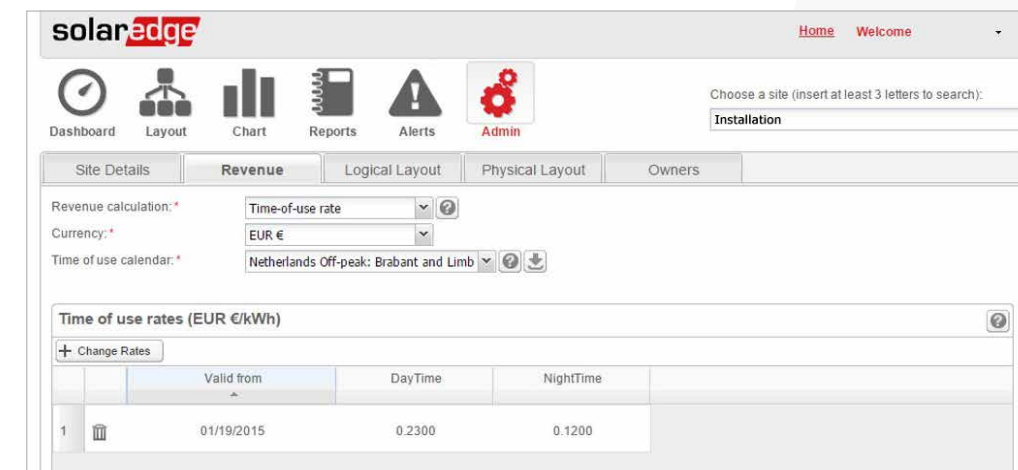 solaredge
Home Welcome
Dashboard Layout Chart Reports Alerts Admin
Choose a site (insert at least 3 letters to search):
Installation
Site Details Revenue Logical Layout Physical Layout Owners
Revenue calculation:* Time-of-use rate
Currency:* EUR €
Time of use calendar:* Netherlands Off-peak: Brabant and Limb
Time of use rates (EUR €/kWh)
+ Change Rates
Valid from DayTime NightTime
1 01/19/2015 0.2300 0.1200